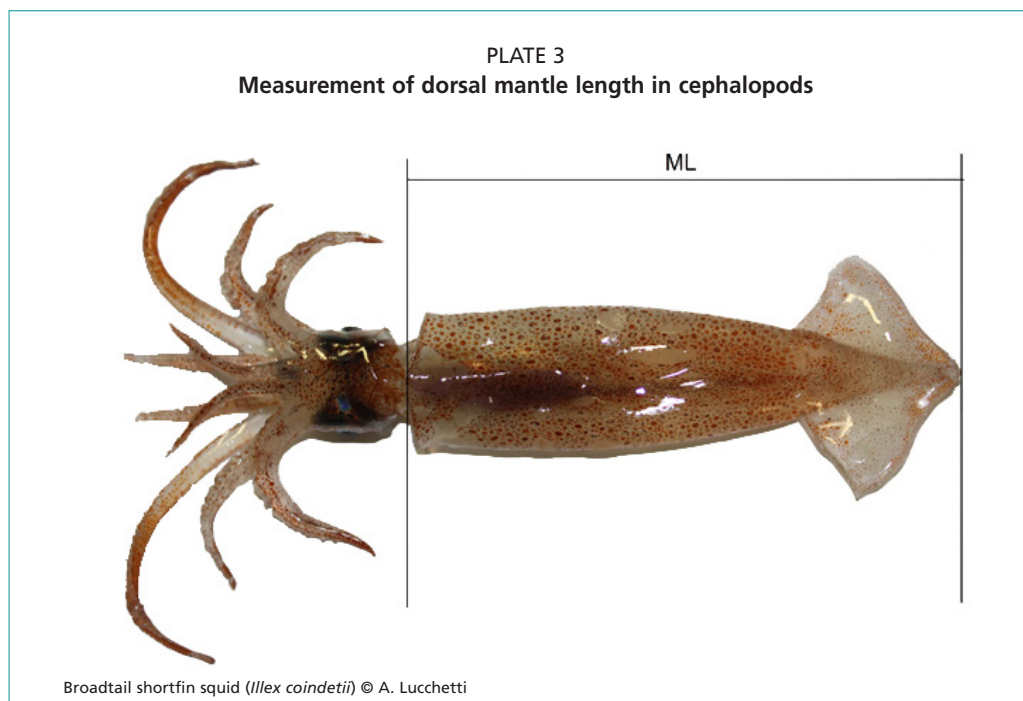 PLATE 3
Measurement of dorsal mantle length in cephalopods
ML
Broadtail shortfin squid (Illex coindetii) © A. Lucchetti